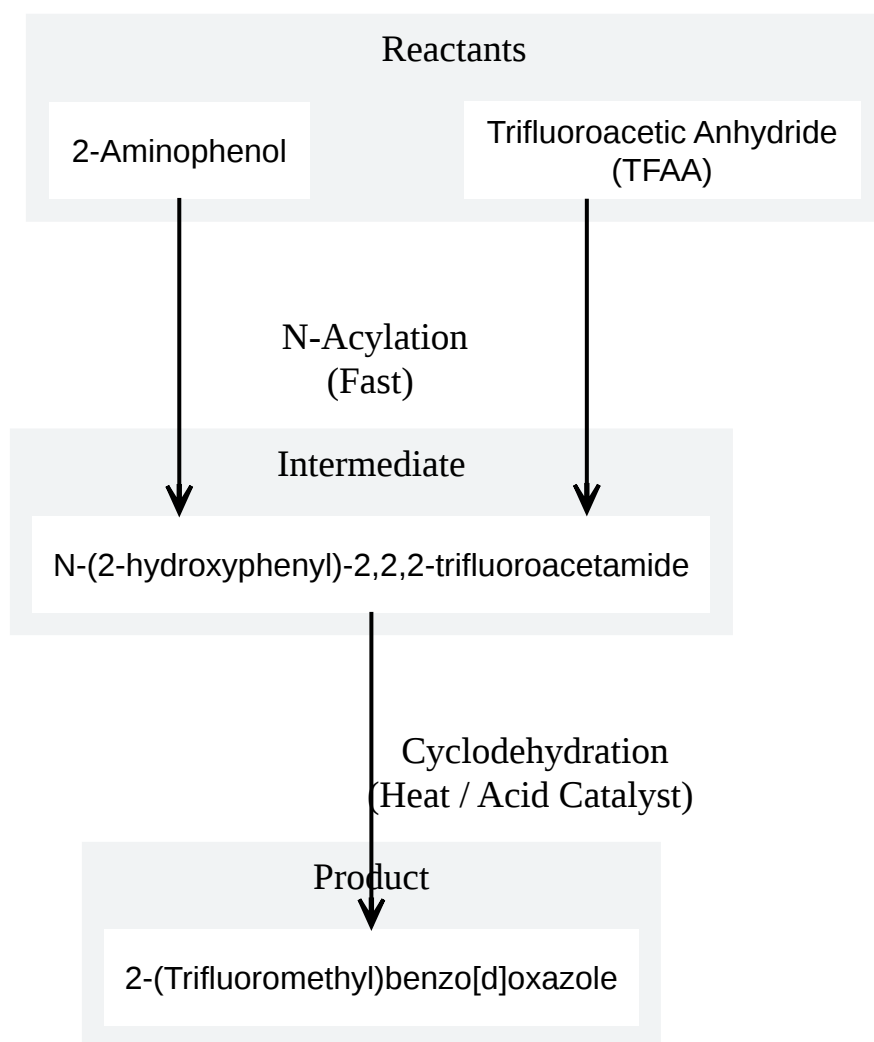 Reactants
2-Aminophenol
Trifluoroacetic Anhydride
(TFAA)
N-Acylation
(Fast)
Intermediate
N-(2-hydroxyphenyl)-2,2,2-trifluoroacetamide
Cyclodehydration
(Heat / Acid Catalyst)
Product
2-(Trifluoromethyl)benzo[d]oxazole